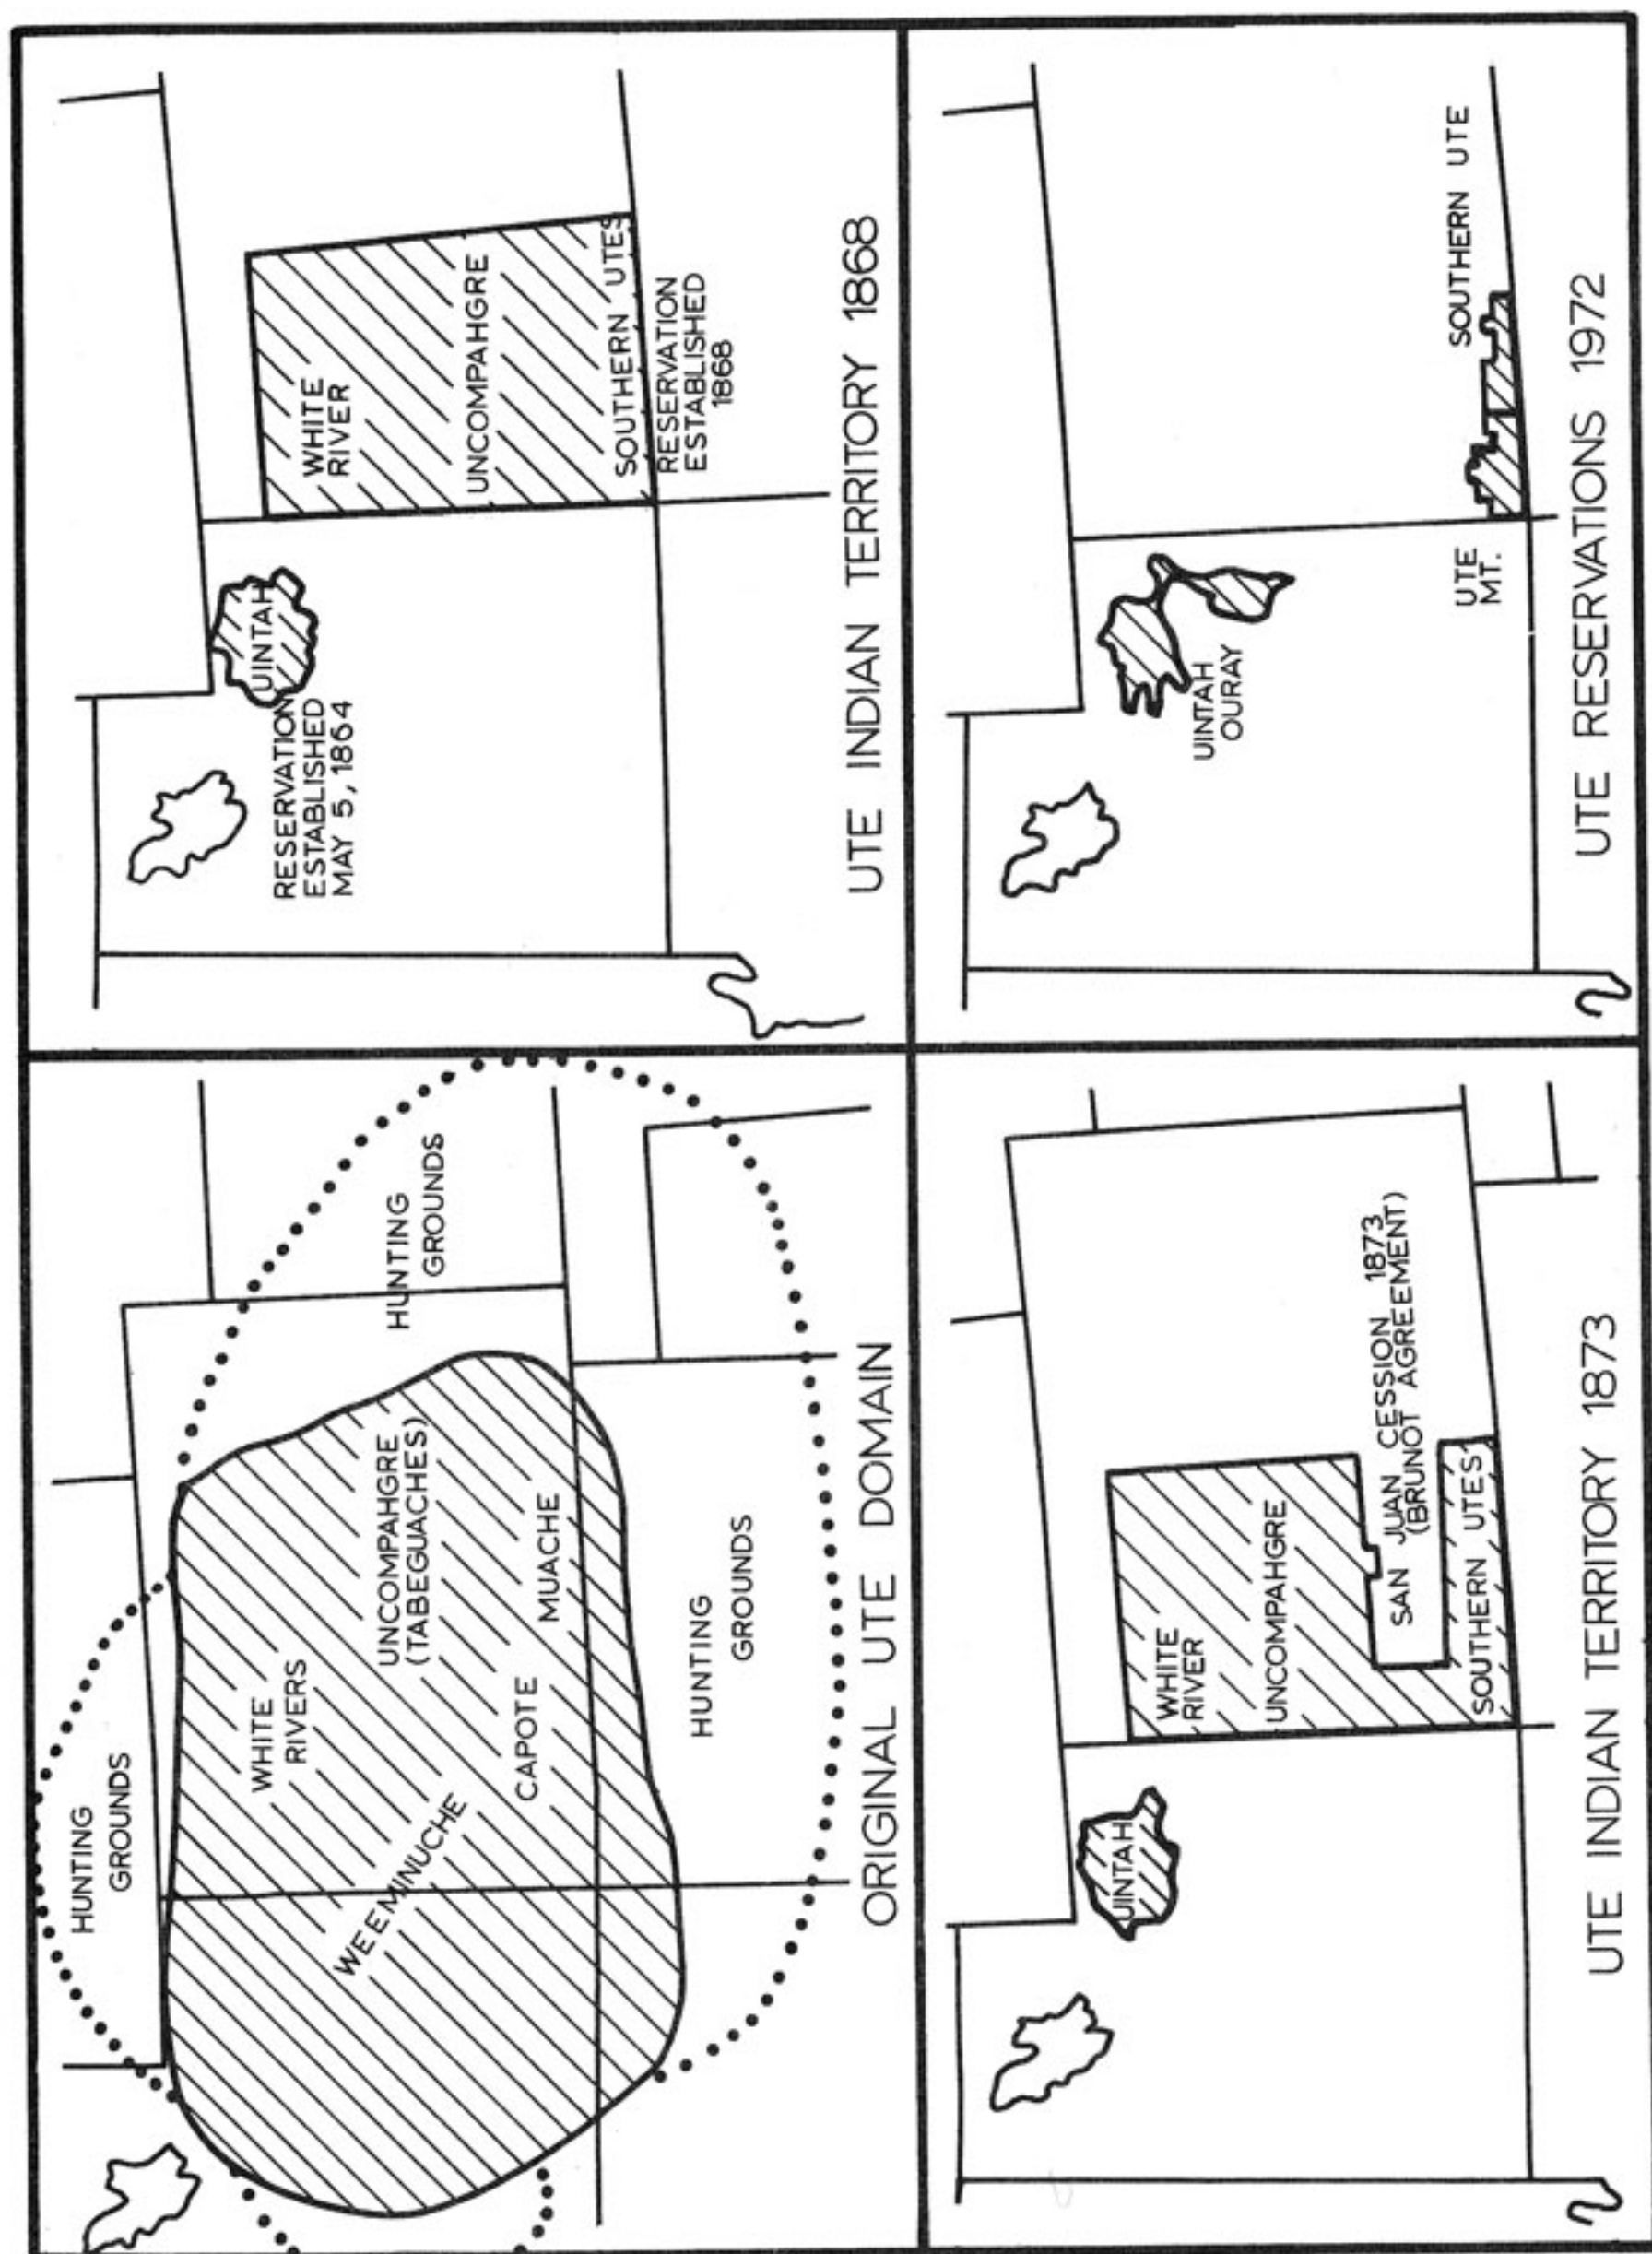 HUNTING
GROUNDS
WHITE
RIVERS
UNCOMPAHGRE
(TABEGUACHES)
WEEMINUCHE
CAPOTE
MUACHE
HUNTING
GROUNDS
HUNTING
GROUNDS
ORIGINAL UTE DOMAIN
UINTAH
RESERVATION
ESTABLISHED
MAY 5, 1864
WHITE
RIVER
UNCOMPAHGRE
SOUTHERN UTES
RESERVATION
ESTABLISHED
1868
UTE INDIAN TERRITORY 1868
UINTAH
WHITE
RIVER
UNCOMPAHGRE
SAN JUAN CESSION 1873
(BRUNOT AGREEMENT)
SOUTHERN UTES
UTE INDIAN TERRITORY 1873
UINTAH
OURAY
UTE
MT.
SOUTHERN UTE
UTE RESERVATIONS 1972